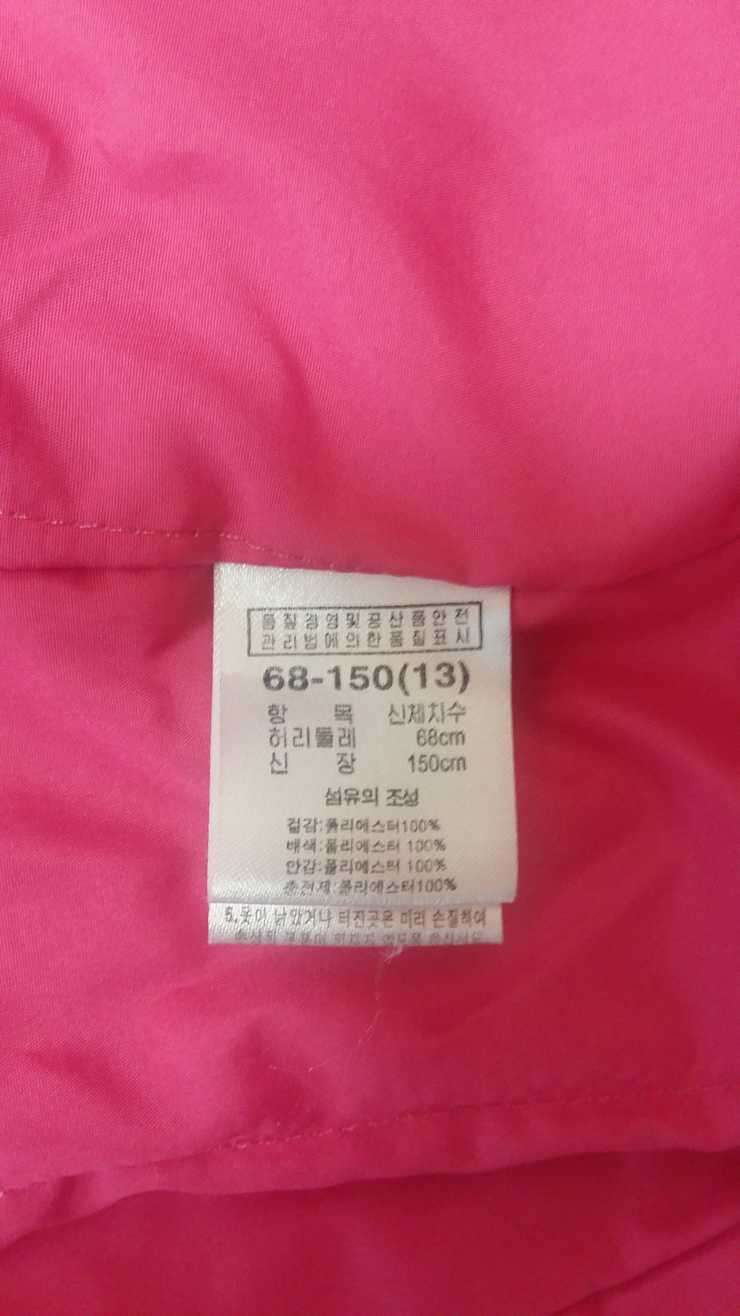 품질경영및공산품안전
관리법에의한품질표시
68-150(13)
항 목 신체치수
허리둘레 68cm
신 장 150cm
섬유의 조성
겉감:폴리에스터100%
배색:폴리에스터 100%
안감:폴리에스터 100%
충전재:폴리에스터100%
5.옷이 낡았거나 터진곳은 미리 손질하여